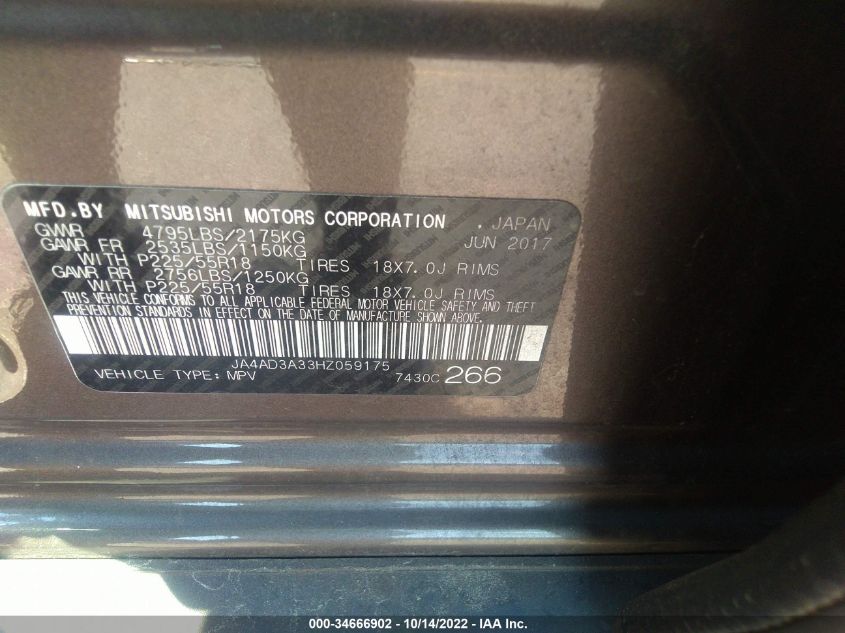 MFD.BY MITSUBISHI MOTORS CORPORATION , JAPAN
GVWR 4795LBS/2175KG JUN 2017
GAWR FR 2535LBS/1150KG
WITH P225/55R18 TIRES 18X7.0J RIMS
GAWR RR 2756LBS/1250KG
WITH P225/55R18 TIRES 18X7.0J RIMS
THIS VEHICLE CONFORMS TO ALL APPLICABLE FEDERAL MOTOR VEHICLE SAFETY AND THEFT
PREVENTION STANDARDS IN EFFECT ON THE DATE OF MANUFACTURE SHOWN ABOVE.
JA4AD3A33HZ059175
VEHICLE TYPE: MPV 7430C 266
000-34666902 - 10/14/2022 - IAA Inc.